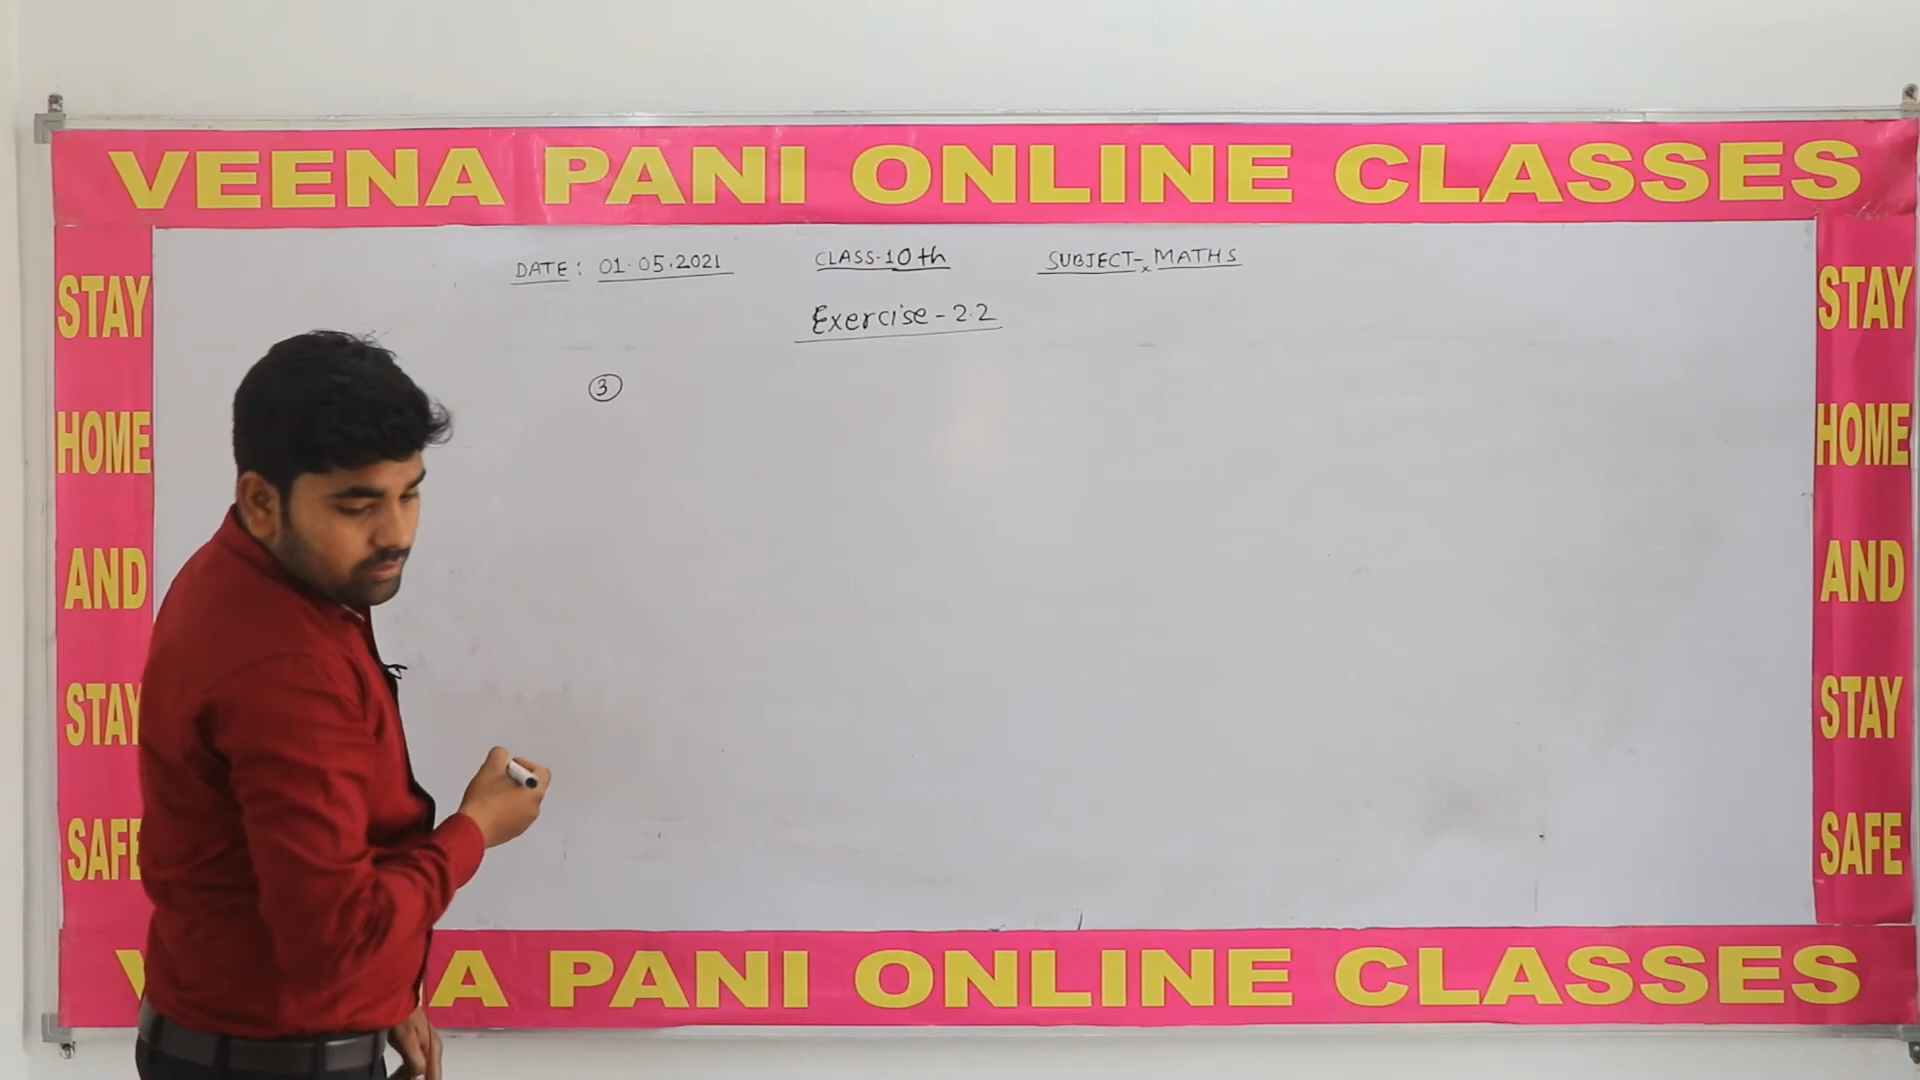 VEENA PANI ONLINE CLASSES
DATE: 01.05.2021 CLASS-10th SUBJECT-MATHS
Exercise-2.2
3
STAY
HOME
AND
STAY
SAFE
STAY
HOME
AND
STAY
SAFE
V A PANI ONLINE CLASSES